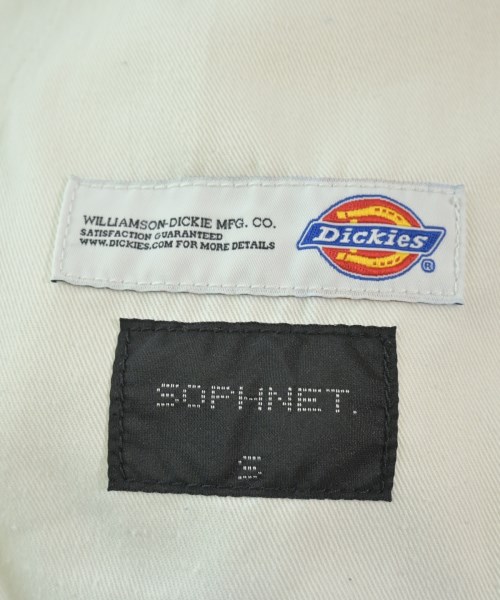 WILLIAMSON-DICKIE MFG. CO.
SATISFACTION GUARANTEED
WWW.DICKIES.COM FOR MORE DETAILS
Dickies
®
SOPHNET.
S